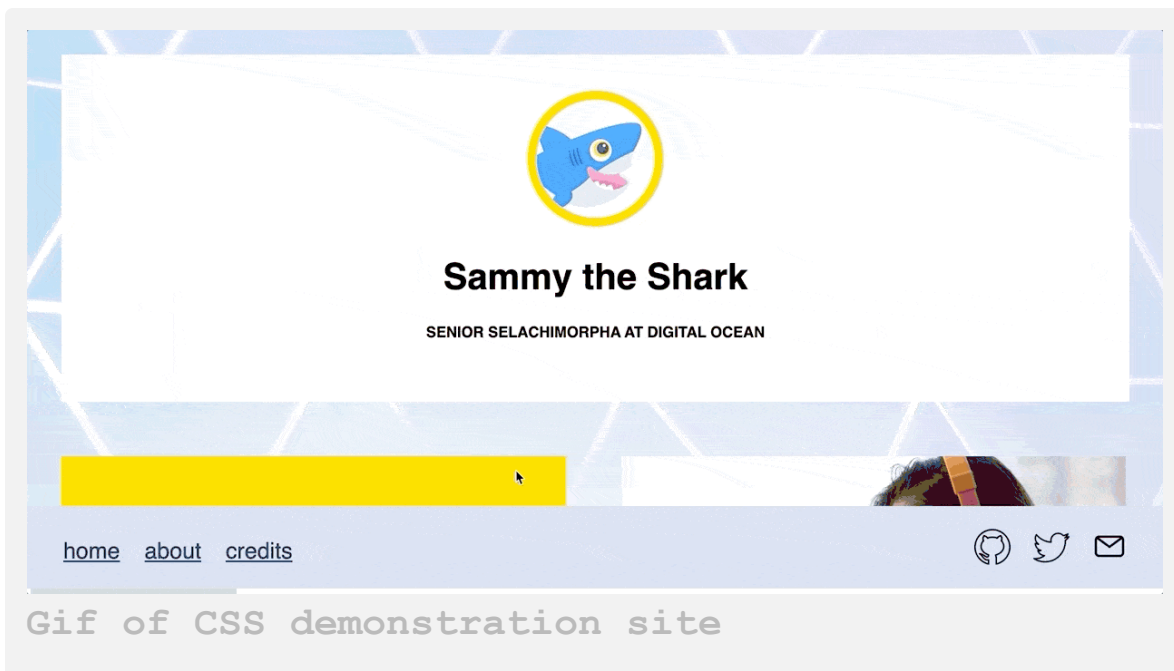 Sammy the Shark
SENIOR SELACHIMORPHA AT DIGITAL OCEAN
home about credits
Gif of CSS demonstration site